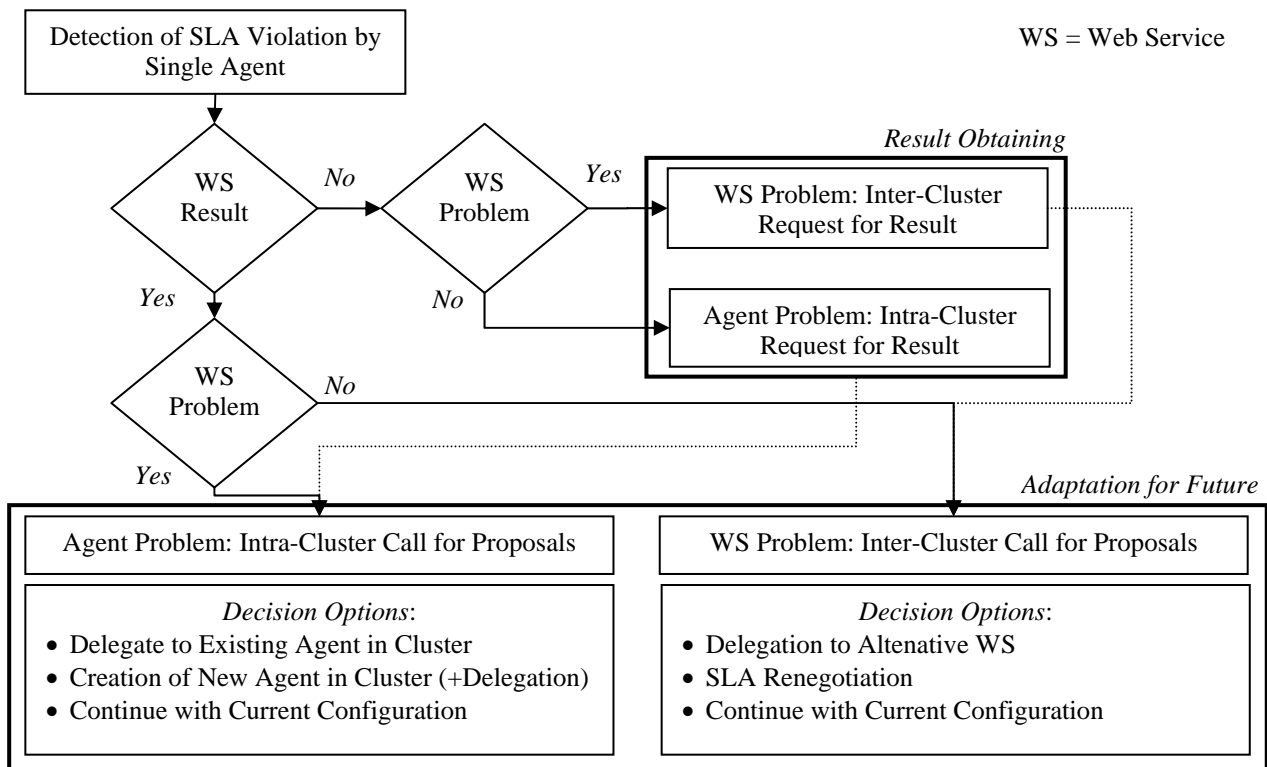 Detection of SLA Violation by
Single Agent
WS = Web Service
Result Obtaining
WS
Result
No
WS
Problem
Yes
WS Problem: Inter-Cluster
Request for Result
Yes
No
Agent Problem: Intra-Cluster
Request for Result
WS
Problem
No
Yes
Adaptation for Future
Agent Problem: Intra-Cluster Call for Proposals
Decision Options:
• Delegate to Existing Agent in Cluster
• Creation of New Agent in Cluster (+Delegation)
• Continue with Current Configuration
WS Problem: Inter-Cluster Call for Proposals
Decision Options:
• Delegation to Altenative WS
• SLA Renegotiation
• Continue with Current Configuration